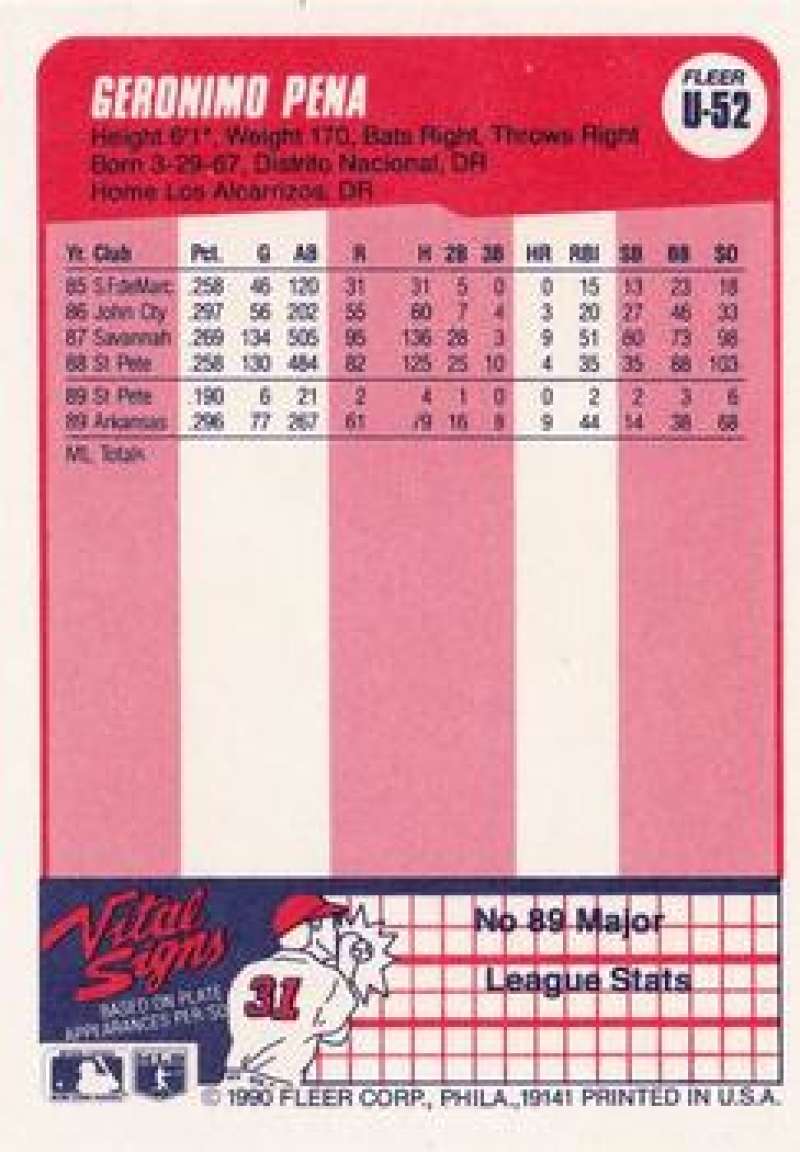 GERONIMO PENA
FLEER
U-52
Height 6'1", Weight 170, Bats Right, Throws Right
Born 3-29-67, Distrito Nacional, DR
Home Los Alcarrizos, DR
Yr. Club Pct. G AB R H 2B 3B HR RBI SB BB SO
85 S.FdeMarc. .258 46 120 31 31 5 0 0 15 13 23 18
86 John Cty .297 56 202 55 60 7 4 3 20 27 46 33
87 Savannah .269 134 505 95 136 28 3 9 51 80 73 98
88 St Pete .258 130 484 82 125 25 10 4 35 35 88 103
89 St Pete .190 6 21 2 4 1 0 0 2 2 3 6
89 Arkansas .296 77 267 61 79 16 8 9 44 14 38 68
ML Totals
Vital
Signs
BASED ON PLATE
APPEARANCES PER
31
No 89 Major
League Stats
© 1990 FLEER CORP., PHILA., 19141 PRINTED IN U.S.A.